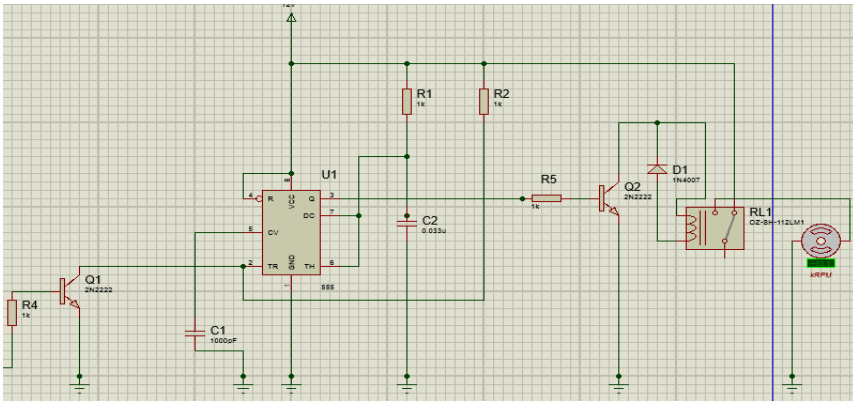 12V
R1
1k
R2
1k
U1
R5
1k
Q2
2N2222
D1
1N4007
RL1
OZ-SH-112LM1
4
R
8
VCC
Q
3
DC
7
5
CV
2
TR
GND
1
TH
6
555
C2
0.033u
Q1
2N2222
R4
1k
C1
1000pF
kRPM